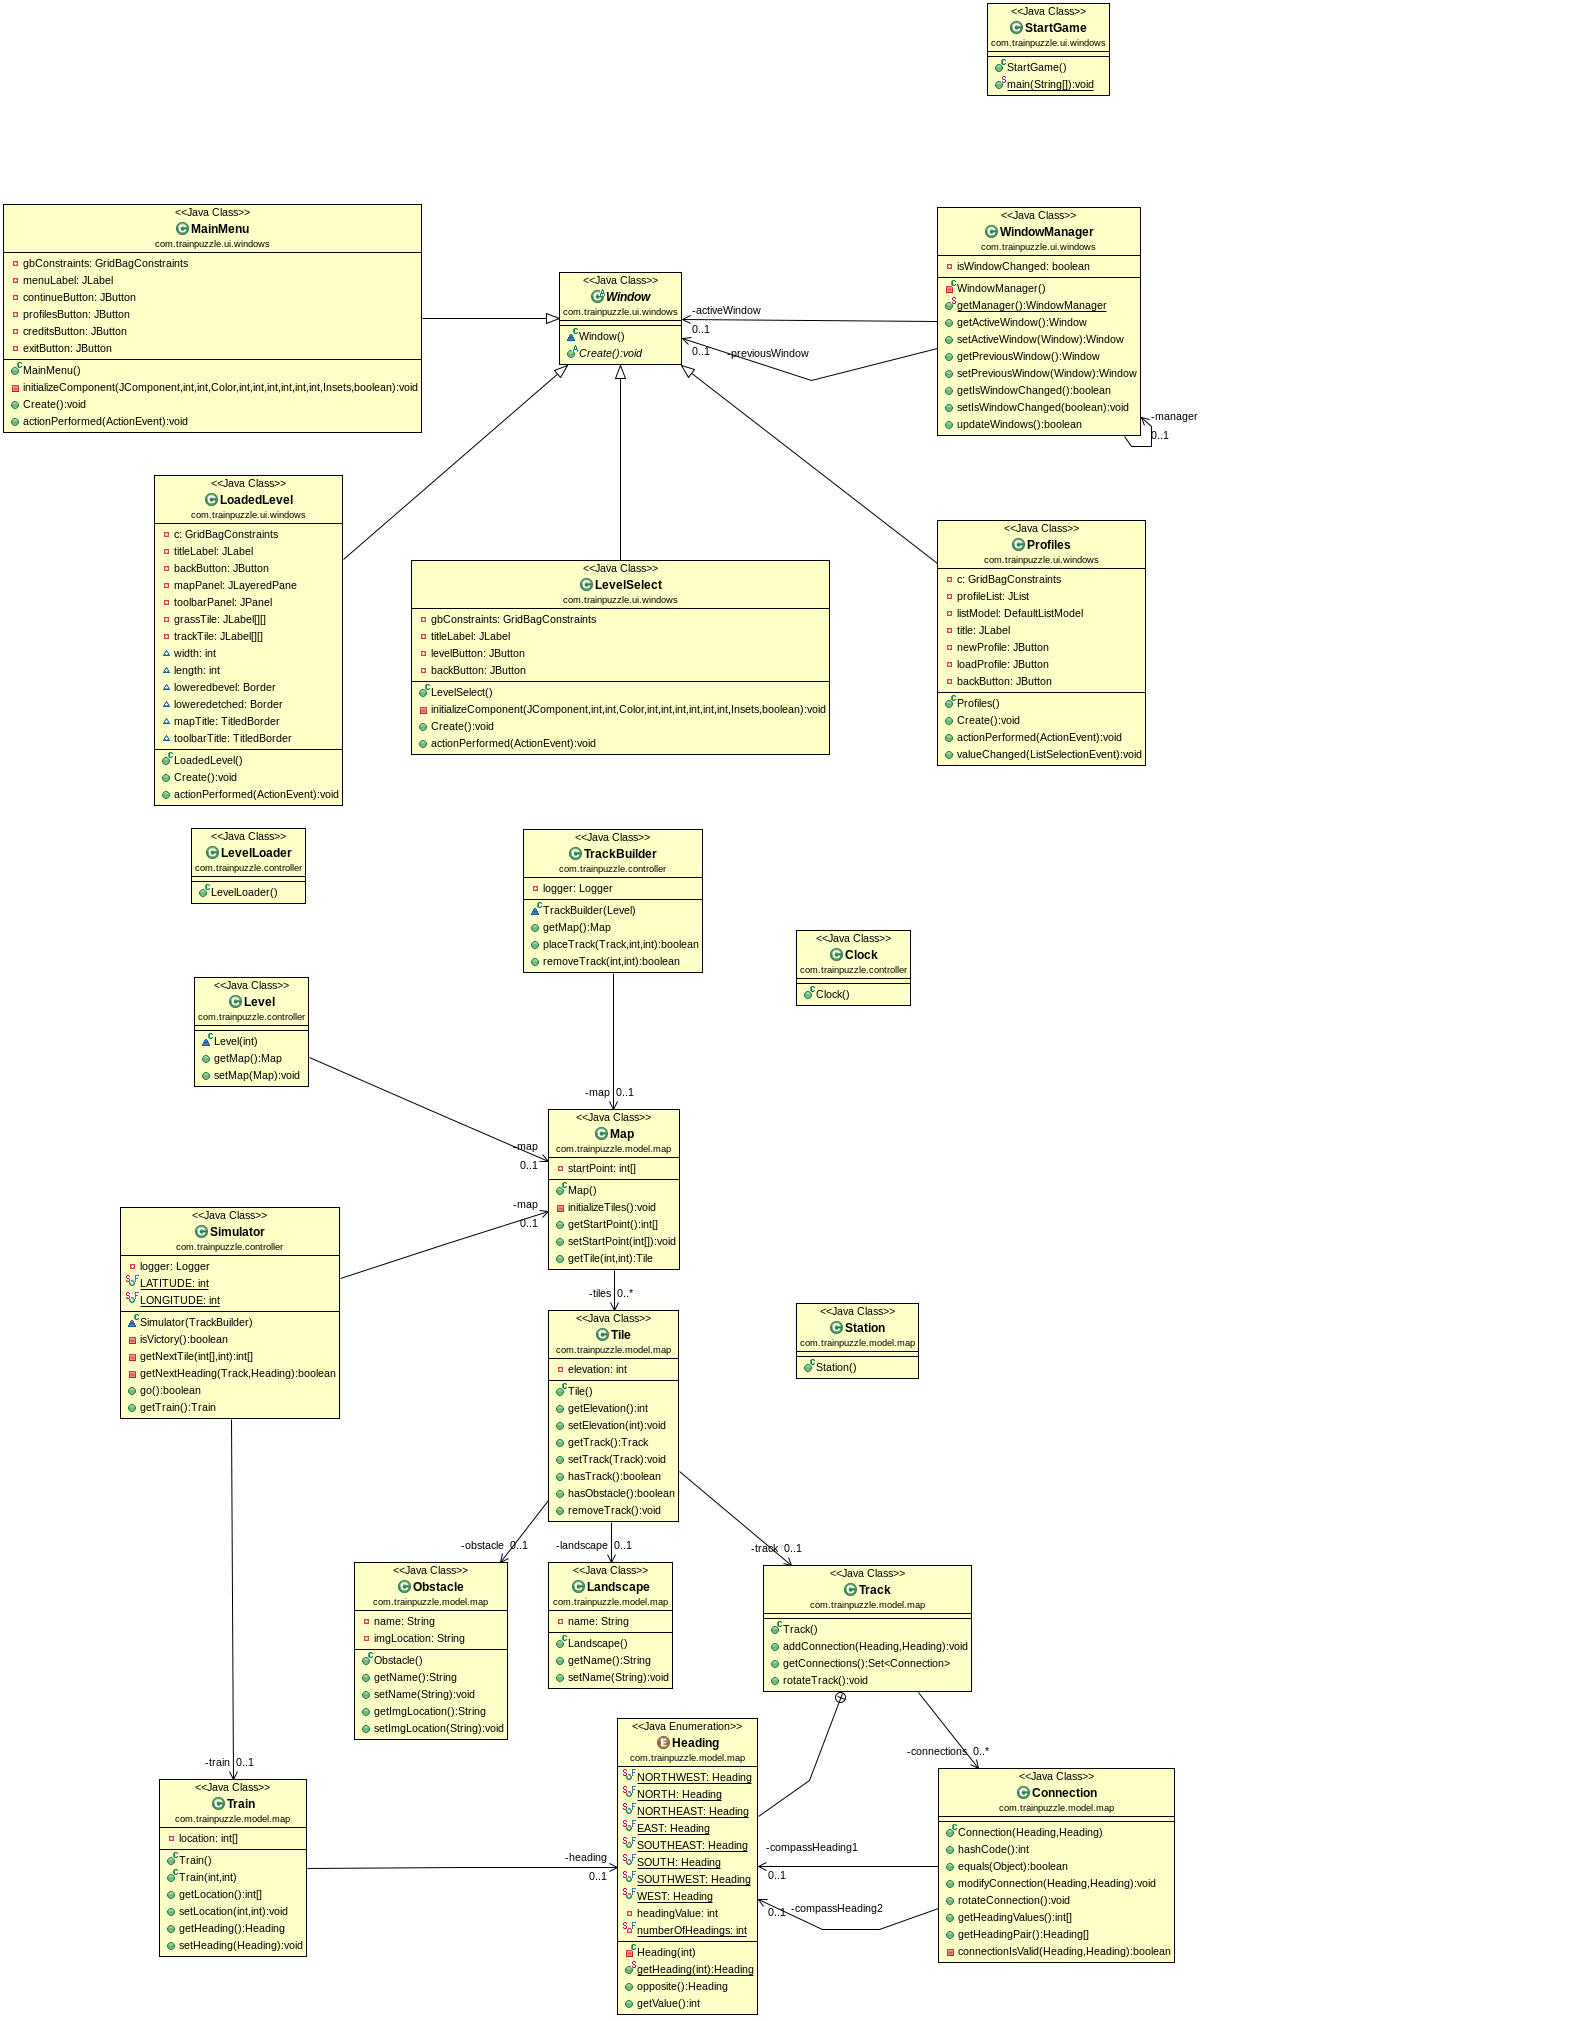 <<Java Class>>
StartGame
com.trainpuzzle.ui.windows
StartGame()
main(String[]):void
<<Java Class>>
MainMenu
com.trainpuzzle.ui.windows
gbConstraints: GridBagConstraints
menuLabel: JLabel
continueButton: JButton
profilesButton: JButton
creditsButton: JButton
exitButton: JButton
MainMenu()
initializeComponent(JComponent,int,int,Color,int,int,int,int,int,int,Insets,boolean):void
Create():void
actionPerformed(ActionEvent):void
<<Java Class>>
Window
com.trainpuzzle.ui.windows
Window()
Create():void
-activeWindow
0..1
0..1
-previousWindow
<<Java Class>>
WindowManager
com.trainpuzzle.ui.windows
isWindowChanged: boolean
WindowManager()
getManager():WindowManager
getActiveWindow():Window
setActiveWindow(Window):Window
getPreviousWindow():Window
setPreviousWindow(Window):Window
getIsWindowChanged():boolean
setIsWindowChanged(boolean):void
updateWindows():boolean
-manager
0..1
<<Java Class>>
LoadedLevel
com.trainpuzzle.ui.windows
c: GridBagConstraints
titleLabel: JLabel
backButton: JButton
mapPanel: JLayeredPane
toolbarPanel: JPanel
grassTile: JLabel[][]
trackTile: JLabel[][]
width: int
length: int
loweredbevel: Border
loweredetched: Border
mapTitle: TitledBorder
toolbarTitle: TitledBorder
LoadedLevel()
Create():void
actionPerformed(ActionEvent):void
<<Java Class>>
LevelSelect
com.trainpuzzle.ui.windows
gbConstraints: GridBagConstraints
titleLabel: JLabel
levelButton: JButton
backButton: JButton
LevelSelect()
initializeComponent(JComponent,int,int,Color,int,int,int,int,int,int,Insets,boolean):void
Create():void
actionPerformed(ActionEvent):void
<<Java Class>>
Profiles
com.trainpuzzle.ui.windows
c: GridBagConstraints
profileList: JList
listModel: DefaultListModel
title: JLabel
newProfile: JButton
loadProfile: JButton
backButton: JButton
Profiles()
Create():void
actionPerformed(ActionEvent):void
valueChanged(ListSelectionEvent):void
<<Java Class>>
LevelLoader
com.trainpuzzle.controller
LevelLoader()
<<Java Class>>
TrackBuilder
com.trainpuzzle.controller
logger: Logger
TrackBuilder(Level)
getMap():Map
placeTrack(Track,int,int):boolean
removeTrack(int,int):boolean
<<Java Class>>
Clock
com.trainpuzzle.controller
Clock()
<<Java Class>>
Level
com.trainpuzzle.controller
Level(int)
getMap():Map
setMap(Map):void
-map 0..1
-map
0..1
<<Java Class>>
Map
com.trainpuzzle.model.map
startPoint: int[]
Map()
initializeTiles():void
getStartPoint():int[]
setStartPoint(int[]):void
getTile(int,int):Tile
-map
0..1
<<Java Class>>
Simulator
com.trainpuzzle.controller
logger: Logger
LATITUDE: int
LONGITUDE: int
Simulator(TrackBuilder)
isVictory():boolean
getNextTile(int[],int):int[]
getNextHeading(Track,Heading):boolean
go():boolean
getTrain():Train
-tiles 0..*
<<Java Class>>
Tile
com.trainpuzzle.model.map
elevation: int
Tile()
getElevation():int
setElevation(int):void
getTrack():Track
setTrack(Track):void
hasTrack():boolean
hasObstacle():boolean
removeTrack():void
<<Java Class>>
Station
com.trainpuzzle.model.map
Station()
-obstacle 0..1
-landscape 0..1
-track 0..1
<<Java Class>>
Obstacle
com.trainpuzzle.model.map
name: String
imgLocation: String
Obstacle()
getName():String
setName(String):void
getImgLocation():String
setImgLocation(String):void
<<Java Class>>
Landscape
com.trainpuzzle.model.map
name: String
Landscape()
getName():String
setName(String):void
<<Java Class>>
Track
com.trainpuzzle.model.map
Track()
addConnection(Heading,Heading):void
getConnections():Set<Connection>
rotateTrack():void
-train 0..1
-connections 0..*
<<Java Class>>
Train
com.trainpuzzle.model.map
location: int[]
Train()
Train(int,int)
getLocation():int[]
setLocation(int,int):void
getHeading():Heading
setHeading(Heading):void
-heading
0..1
<<Java Enumeration>>
Heading
com.trainpuzzle.model.map
NORTHWEST: Heading
NORTH: Heading
NORTHEAST: Heading
EAST: Heading
SOUTHEAST: Heading
SOUTH: Heading
SOUTHWEST: Heading
WEST: Heading
headingValue: int
numberOfHeadings: int
Heading(int)
getHeading(int):Heading
opposite():Heading
getValue():int
-compassHeading1
0..1
0..1
-compassHeading2
<<Java Class>>
Connection
com.trainpuzzle.model.map
Connection(Heading,Heading)
hashCode():int
equals(Object):boolean
modifyConnection(Heading,Heading):void
rotateConnection():void
getHeadingValues():int[]
getHeadingPair():Heading[]
connectionIsValid(Heading,Heading):boolean